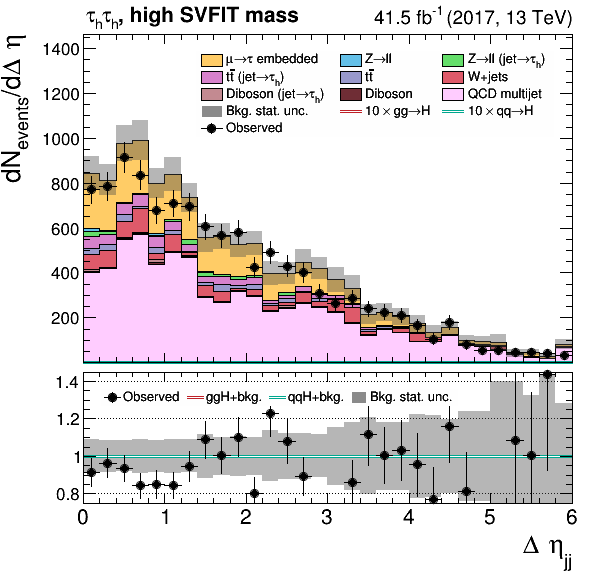 τhτh, high SVFIT mass 41.5 fb⁻¹ (2017, 13 TeV)
dNevents/dΔ η
1400
1200
1000
800
600
400
200
μ→τ embedded Z→ll Z→ll (jet→τh)
tt̄ (jet→τh) tt̄ W+jets
Diboson (jet→τh) Diboson QCD multijet
Bkg. stat. unc. 10×gg→H 10×qq→H
Observed
1.4
1.2
1.0
0.8
Observed ggH+bkg. qqH+bkg. Bkg. stat. unc.
0 1 2 3 4 5 6
Δ ηjj